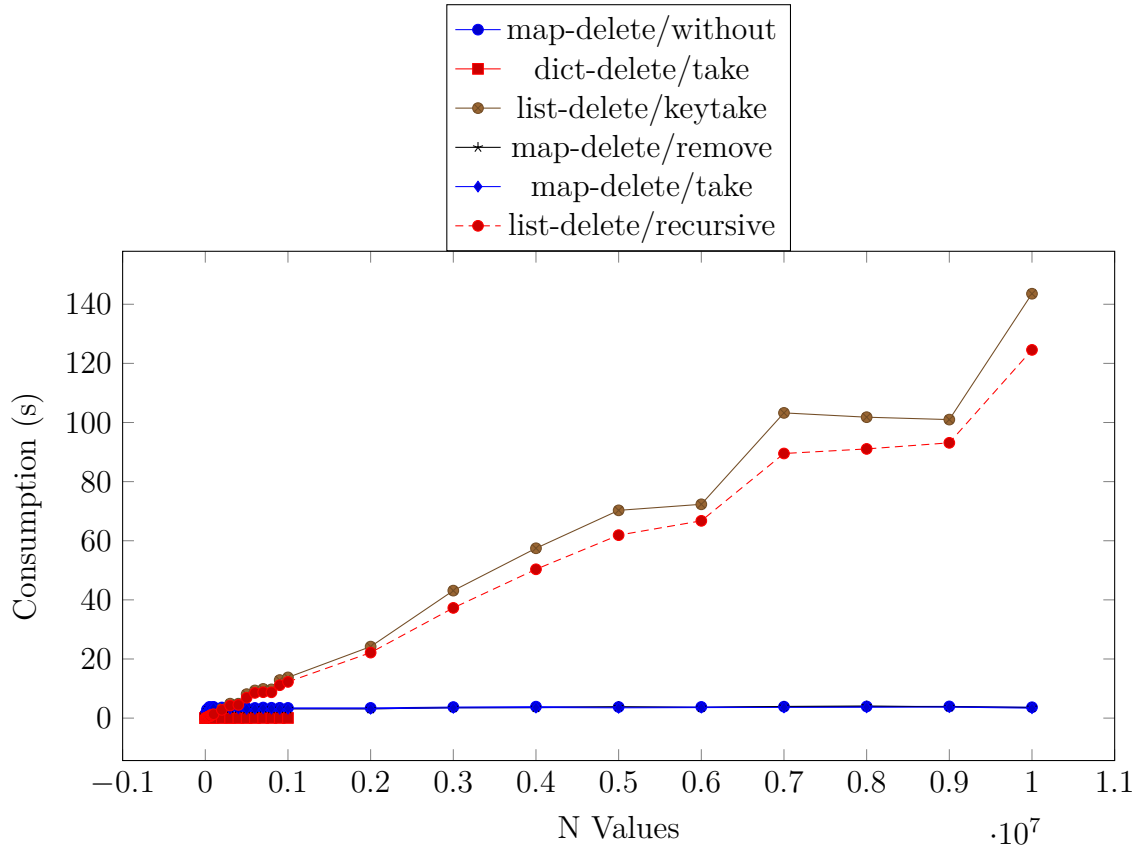 map-delete/without
dict-delete/take
list-delete/keytake
map-delete/remove
map-delete/take
list-delete/recursive
140
120
100
80
60
40
20
0
Consumption (s)
−0.1 0 0.1 0.2 0.3 0.4 0.5 0.6 0.7 0.8 0.9 1 1.1
N Values
·10⁷